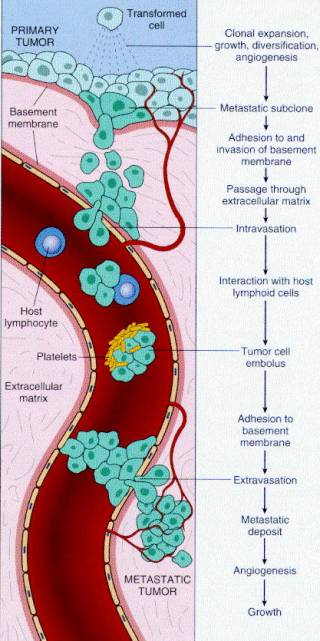 Transformed
cell
PRIMARY
TUMOR
Basement
membrane
Host
lymphocyte
Platelets
Extracellular
matrix
METASTATIC
TUMOR
Clonal expansion,
growth, diversification,
angiogenesis
Metastatic subclone
Adhesion to and
invasion of basement
membrane
Passage through
extracellular matrix
Intravasation
Interaction with host
lymphoid cells
Tumor cell
embolus
Adhesion to
basement
membrane
Extravasation
Metastatic
deposit
Angiogenesis
Growth